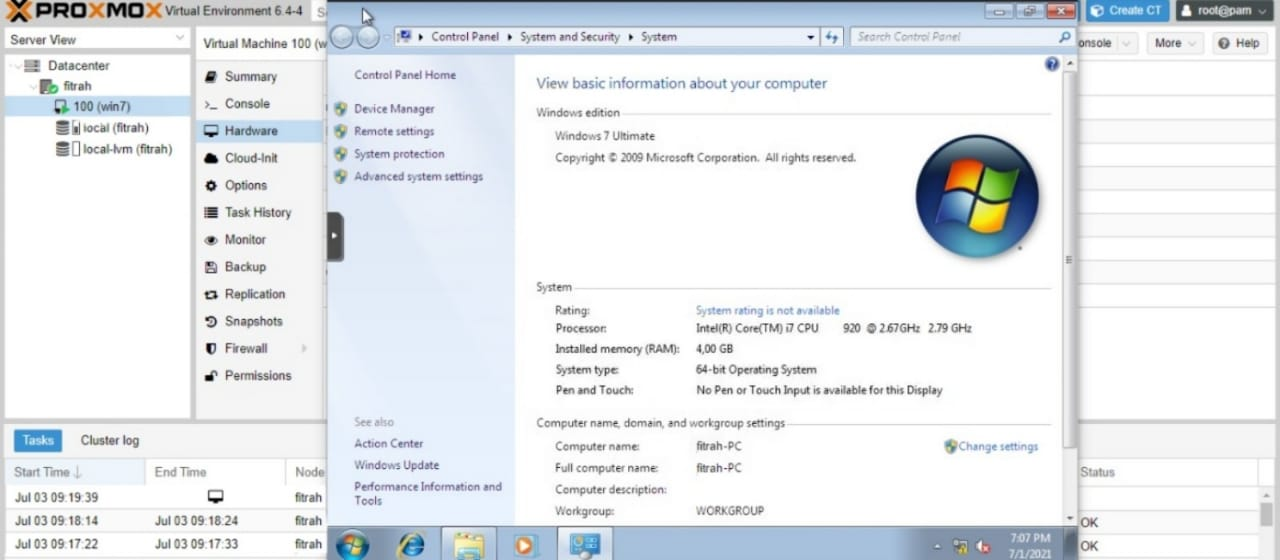 PROXMOX Virtual Environment 6.4-4
Create CT
root@pam
Server View
Datacenter
fitrah
100 (win7)
local (fitrah)
local-lvm (fitrah)
Virtual Machine 100 (w
Summary
Console
Hardware
Cloud-Init
Options
Task History
Monitor
Backup
Replication
Snapshots
Firewall
Permissions
onsole
More
Help
Control Panel
System and Security
System
Search Control Panel
Control Panel Home
Device Manager
Remote settings
System protection
Advanced system settings
See also
Action Center
Windows Update
Performance Information and
Tools
View basic information about your computer
Windows edition
Windows 7 Ultimate
Copyright © 2009 Microsoft Corporation. All rights reserved.
System
Rating: System rating is not available
Processor: Intel(R) Core(TM) i7 CPU 920 @ 2.67GHz 2.79 GHz
Installed memory (RAM): 4,00 GB
System type: 64-bit Operating System
Pen and Touch: No Pen or Touch Input is available for this Display
Computer name, domain, and workgroup settings
Computer name: fitrah-PC
Change settings
Full computer name: fitrah-PC
Computer description:
Workgroup: WORKGROUP
Tasks
Cluster log
Start Time
End Time
Node
Status
Jul 03 09:19:39 fitrah
Jul 03 09:18:14 Jul 03 09:18:24 fitrah OK
Jul 03 09:17:22 Jul 03 09:17:33 fitrah OK
7:07 PM
7/1/2021